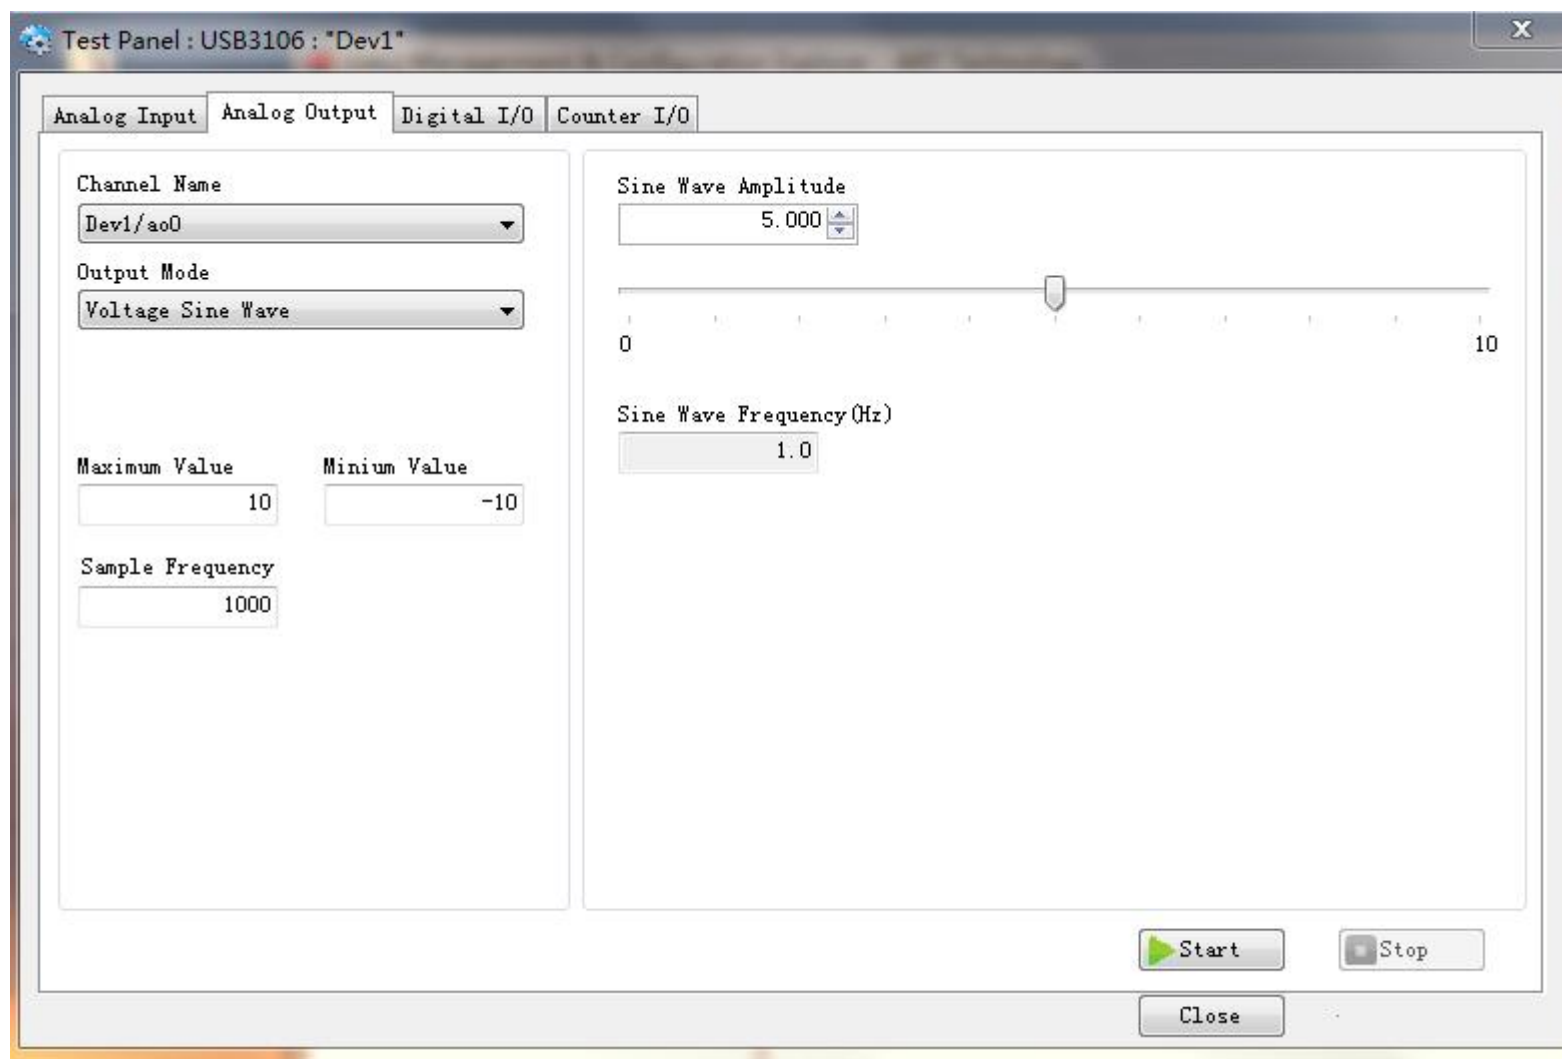 Test Panel : USB3106 : "Dev1"
Analog Input
Analog Output
Digital I/O
Counter I/O
Channel Name
Dev1/ao0
Output Mode
Voltage Sine Wave
Maximum Value
Minium Value
10
-10
Sample Frequency
1000
Sine Wave Amplitude
5.000
0
10
Sine Wave Frequency(Hz)
1.0
Start
Stop
Close